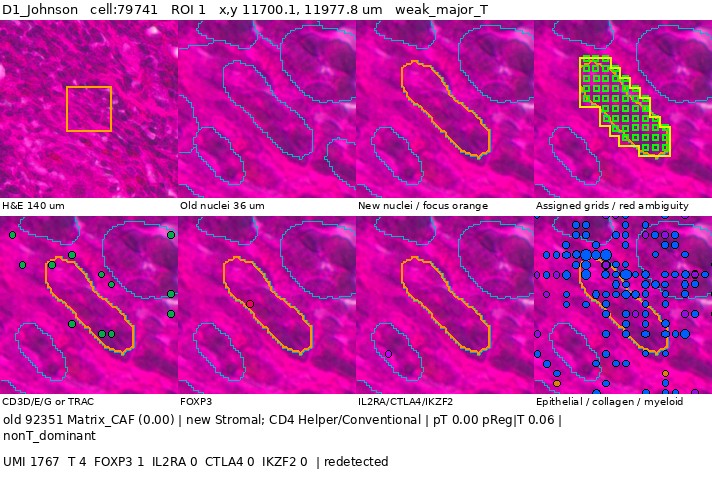 D1_Johnson   cell:79741   ROI 1   x,y 11700.1, 11977.8 um   weak_major_T
H&E 140 um
Old nuclei 36 um
New nuclei / focus orange
Assigned grids / red ambiguity
CD3D/E/G or TRAC
FOXP3
IL2RA/CTLA4/IKZF2
Epithelial / collagen / myeloid
old 92351 Matrix_CAF (0.00) | new Stromal; CD4 Helper/Conventional | pT 0.00 pReg|T 0.06 |
nonT_dominant
UMI 1767  T 4  FOXP3 1  IL2RA 0  CTLA4 0  IKZF2 0  | redetected